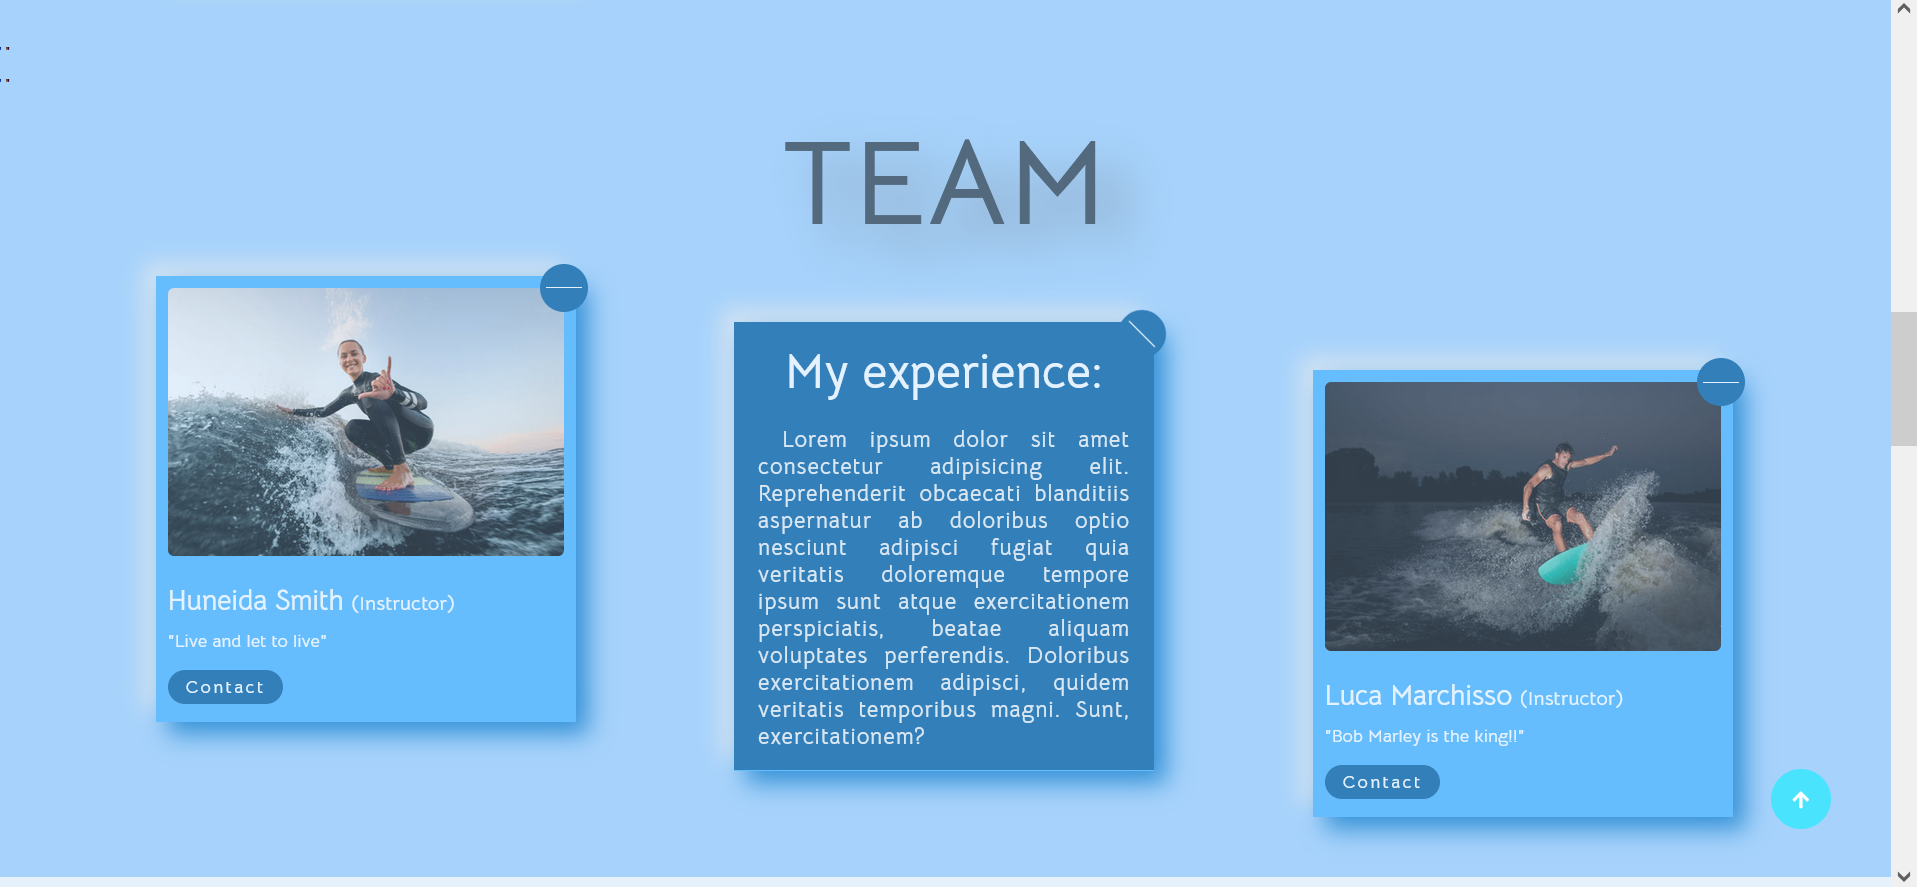 TEAM
Huneida Smith (Instructor)
"Live and let to live"
Contact
My experience:
Lorem ipsum dolor sit amet
consectetur adipisicing elit.
Reprehenderit obcaecati blanditiis
aspernatur ab doloribus optio
nesciunt adipisci fugiat quia
veritatis doloremque tempore
ipsum sunt atque exercitationem
perspiciatis, beatae aliquam
voluptates perferendis. Doloribus
exercitationem adipisci, quidem
veritatis temporibus magni. Sunt,
exercitationem?
Luca Marchisso (Instructor)
"Bob Marley is the king!!"
Contact